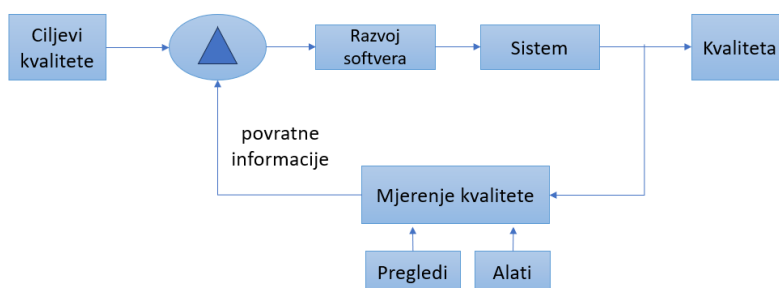 Ciljevi
kvalitete
Razvoj
softvera
Sistem
Kvaliteta
povratne
informacije
Mjerenje kvalitete
Pregledi
Alati